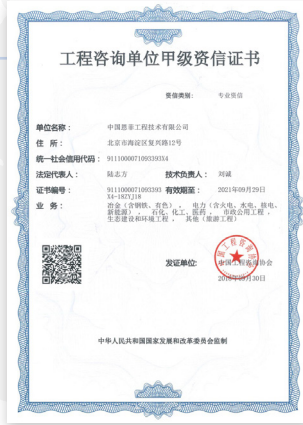 工程咨询单位甲级资信证书
资信类别： 专业资信
单位名称： 中国恩菲工程技术有限公司
住 所： 北京市海淀区复兴路12号
统一社会信用代码： 9111000071093393X4
法定代表人： 陆志方 技术负责人： 刘诚
证书编号： 9111000071093393 有效期至： 2021年09月29日
X4-18ZYJ18
业 务： 冶金（含钢铁、有色）， 电力（含火电、水电、核电、
新能源）， 石化、化工、医药， 市政公用工程，
生态建设和环境工程， 其他（旅游工程）
发证单位： 中国工程咨询协会
2018年09月30日
中华人民共和国国家发展和改革委员会监制